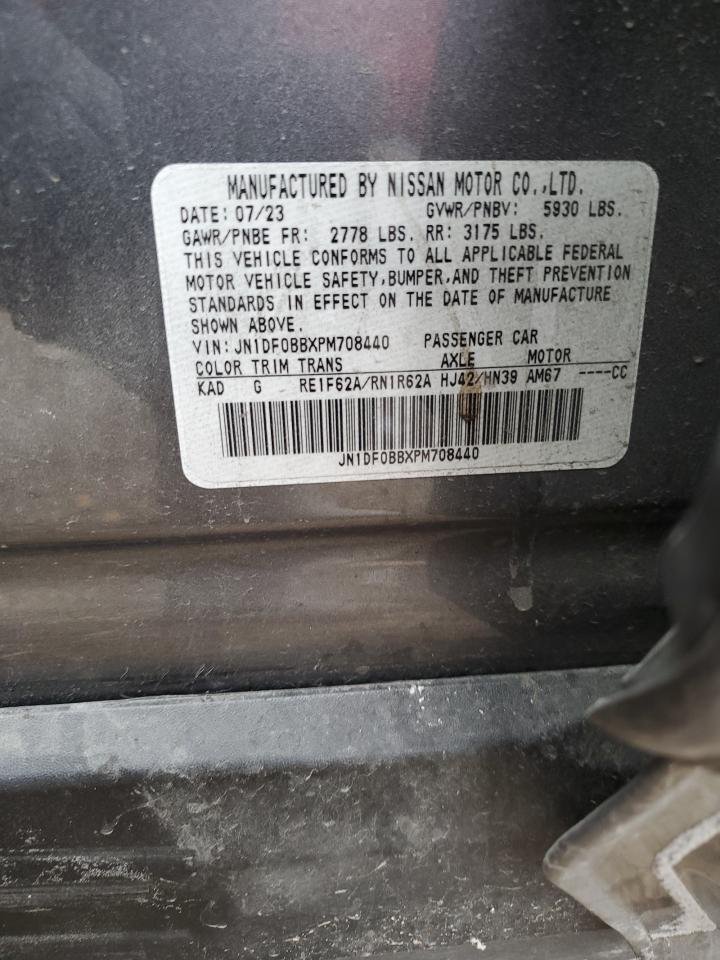 MANUFACTURED BY NISSAN MOTOR CO.,LTD.
DATE: 07/23 GVWR/PNBV: 5930 LBS.
GAWR/PNBE FR: 2778 LBS. RR: 3175 LBS.
THIS VEHICLE CONFORMS TO ALL APPLICABLE FEDERAL
MOTOR VEHICLE SAFETY,BUMPER,AND THEFT PREVENTION
STANDARDS IN EFFECT ON THE DATE OF MANUFACTURE
SHOWN ABOVE.
VIN: JN1DF0BBXPM708440 PASSENGER CAR
COLOR TRIM TRANS AXLE MOTOR
KAD G RE1F62A/RN1R62A HJ42/HN39 AM67 ----CC
JN1DF0BBXPM708440